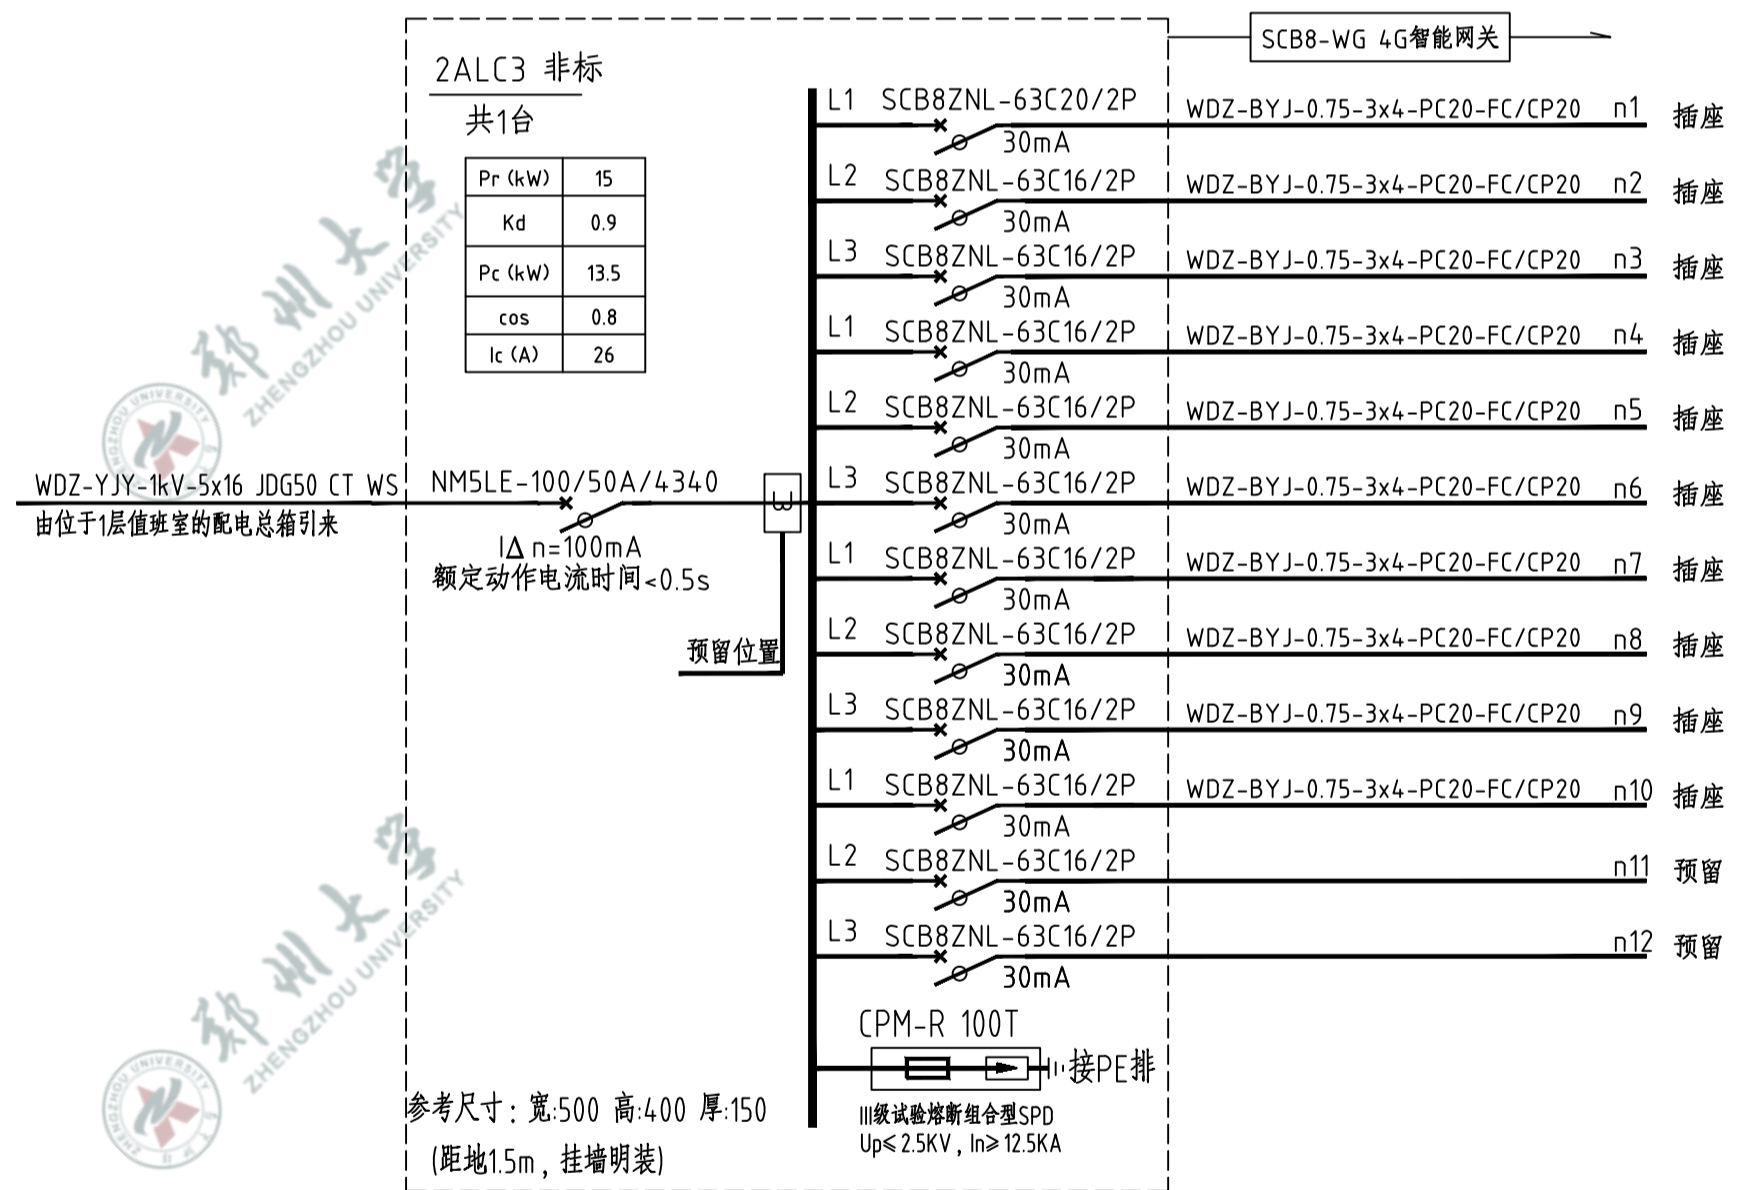 SCB8-WG 4G智能网关
2ALC3 非标
共1台
Pr (kW) 15
Kd 0.9
Pc (kW) 13.5
cos 0.8
Ic (A) 26
WDZ-YJY-1kV-5x16 JDG50 CT WS
由位于1层值班室的配电总箱引来
NM5LE-100/50A/4340
I∆n=100mA
额定动作电流时间<0.5s
预留位置
L1 SCB8ZNL-63C20/2P WDZ-BYJ-0.75-3x4-PC20-FC/CP20 n1 插座
30mA
L2 SCB8ZNL-63C16/2P WDZ-BYJ-0.75-3x4-PC20-FC/CP20 n2 插座
30mA
L3 SCB8ZNL-63C16/2P WDZ-BYJ-0.75-3x4-PC20-FC/CP20 n3 插座
30mA
L1 SCB8ZNL-63C16/2P WDZ-BYJ-0.75-3x4-PC20-FC/CP20 n4 插座
30mA
L2 SCB8ZNL-63C16/2P WDZ-BYJ-0.75-3x4-PC20-FC/CP20 n5 插座
30mA
L3 SCB8ZNL-63C16/2P WDZ-BYJ-0.75-3x4-PC20-FC/CP20 n6 插座
30mA
L1 SCB8ZNL-63C16/2P WDZ-BYJ-0.75-3x4-PC20-FC/CP20 n7 插座
30mA
L2 SCB8ZNL-63C16/2P WDZ-BYJ-0.75-3x4-PC20-FC/CP20 n8 插座
30mA
L3 SCB8ZNL-63C16/2P WDZ-BYJ-0.75-3x4-PC20-FC/CP20 n9 插座
30mA
L1 SCB8ZNL-63C16/2P WDZ-BYJ-0.75-3x4-PC20-FC/CP20 n10 插座
30mA
L2 SCB8ZNL-63C16/2P n11 预留
30mA
L3 SCB8ZNL-63C16/2P n12 预留
30mA
CPM-R 100T
接PE排
III级试验熔断组合型SPD
Up≤2.5KV, In≥12.5KA
参考尺寸: 宽:500 高:400 厚:150
(距地1.5m, 挂墙明装)
郑州大学
ZHENGZHOU UNIVERSITY
郑州大学
ZHENGZHOU UNIVERSITY